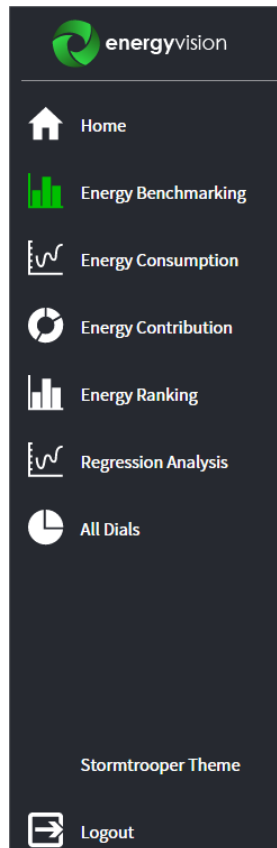 energyvision
Home
Energy Benchmarking
Energy Consumption
Energy Contribution
Energy Ranking
Regression Analysis
All Dials
Stormtrooper Theme
Logout